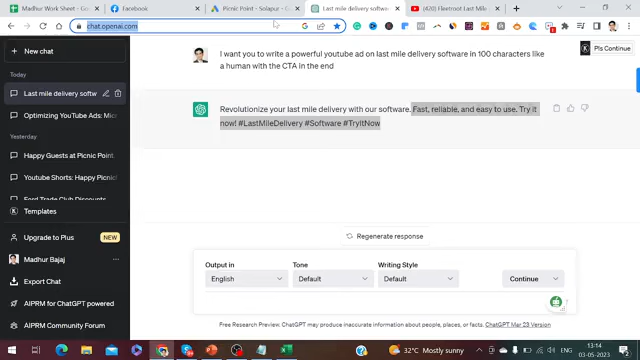 Madhur Work Sheet - Go
Facebook
Picnic Point - Solapur - G
Last mile delivery softwar
(420) Fleetroot Last Mile
chat.openai.com
New chat
I want you to write a powerful youtube ad on last mile delivery software in 100 characters like
a human with the CTA in the end
Pls Continue
Today
Last mile delivery softw
Revolutionize your last mile delivery with our software. Fast, reliable, and easy to use. Try it
now! #LastMileDelivery #Software #TryItNow
Optimizing YouTube Ads: Mic
Yesterday
Happy Guests at Picnic Point
Youtube Shorts, Keyword Tar
Ford Trade Club Discounts
Templates
Upgrade to Plus
NEW
Regenerate response
Madhur Bajaj
Output in
Tone
Writing Style
English
Default
Default
Continue
Export Chat
AIPRM for ChatGPT powered
AIPRM Community Forum
Free Research Preview. ChatGPT may produce inaccurate information about people, places, or facts. ChatGPT Mar 23 Version
32°C Mostly sunny
ENG
13:14
03-05-2023